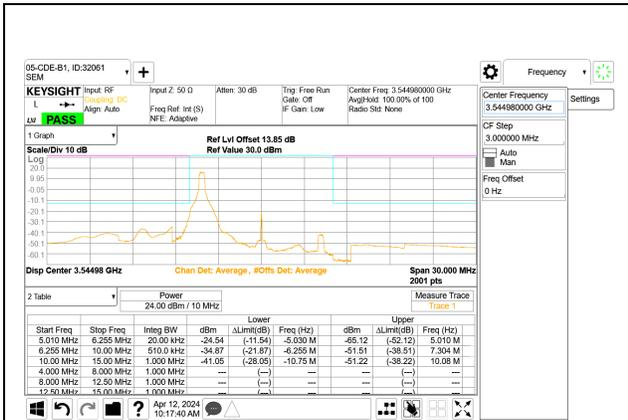 05-CDE-B1, ID:32061
SEM
Frequency
KEYSIGHT Input: RF Input Z: 50 Ω Atten: 30 dB Trig: Free Run Center Freq: 3.544980000 GHz
L Coupling: DC Gate: Off Avg|Hold: 100.00% of 100
Align: Auto Freq Ref: Int (S) IF Gain: Low Radio Std: None
LXI PASS NFE: Adaptive
Center Frequency
3.544980000 GHz
Settings
CF Step
3.000000 MHz
Auto
Man
Freq Offset
0 Hz
1 Graph
Ref Lvl Offset 13.85 dB
Scale/Div 10 dB Ref Value 30.0 dBm
Log
20.0
9.95
-0.05
-10.1
-20.1
-30.1
-40.1
-50.1
-60.1
Disp Center 3.54498 GHz Chan Det: Average , #Offs Det: Average Span 30.000 MHz
2001 pts
2 Table Power Measure Trace
24.00 dBm / 10 MHz Trace 1
Lower Upper
Start Freq Stop Freq Integ BW dBm ΔLimit(dB) Freq (Hz) dBm ΔLimit(dB) Freq (Hz)
5.010 MHz 6.255 MHz 20.00 kHz -24.54 (-11.54) -5.030 M -65.12 (-52.12) 5.010 M
6.255 MHz 10.00 MHz 510.0 kHz -34.87 (-21.87) -6.255 M -51.51 (-38.51) 7.304 M
10.00 MHz 15.00 MHz 1.000 MHz -41.05 (-28.05) -10.75 M -51.22 (-38.22) 10.08 M
4.000 MHz 8.000 MHz 1.000 MHz --- (---) --- (---) ---
8.000 MHz 12.50 MHz 1.000 MHz --- (---) --- (---) ---
12.50 MHz 15.00 MHz 1.000 MHz --- (---) --- (---) ---
Apr 12, 2024
10:17:40 AM